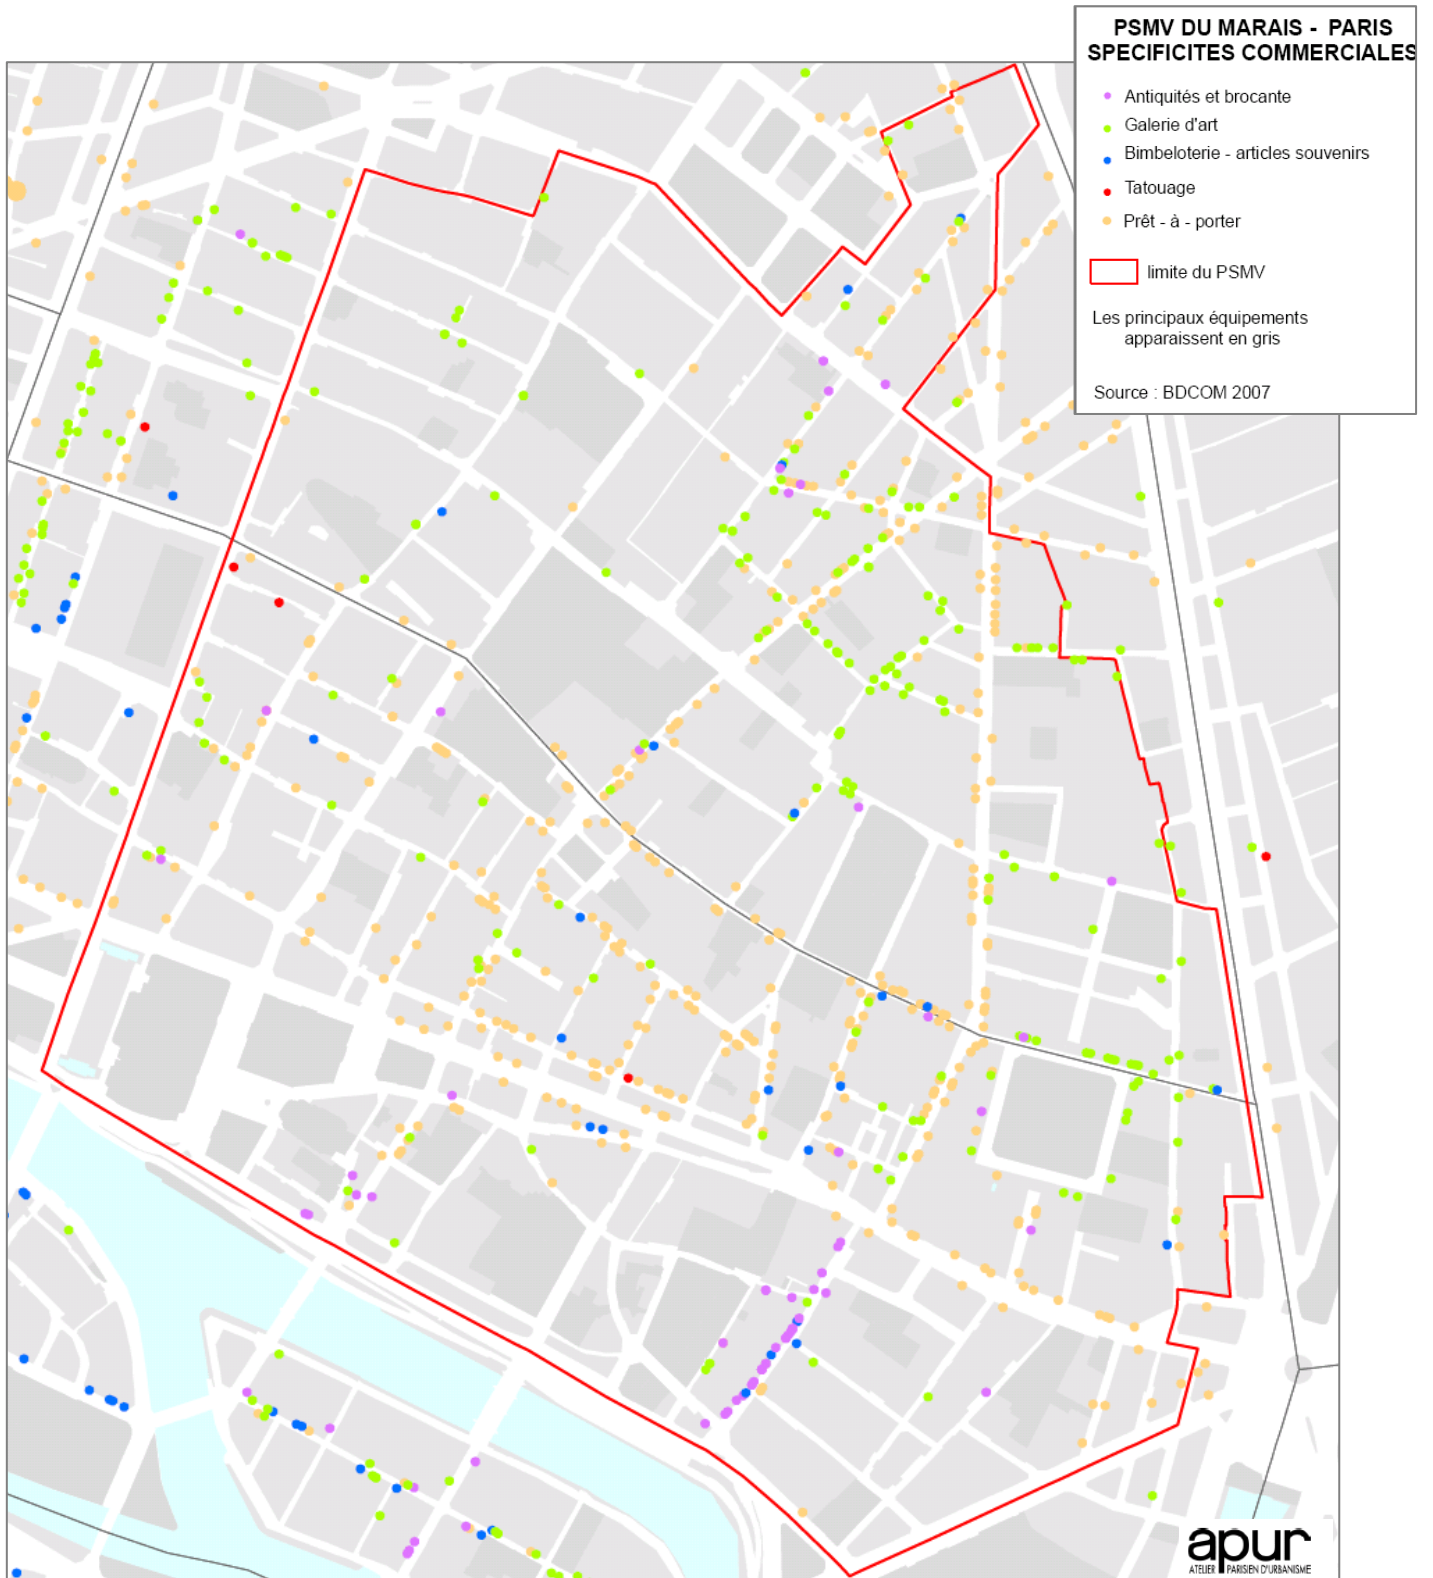 PSMV DU MARAIS - PARIS
SPECIFICITES COMMERCIALES
Antiquités et brocante
Galerie d'art
Bimbeloterie - articles souvenirs
Tatouage
Prêt - à - porter
limite du PSMV
Les principaux équipements
apparaissent en gris
Source : BDCOM 2007
apur
ATELIER PARISIEN D'URBANISME